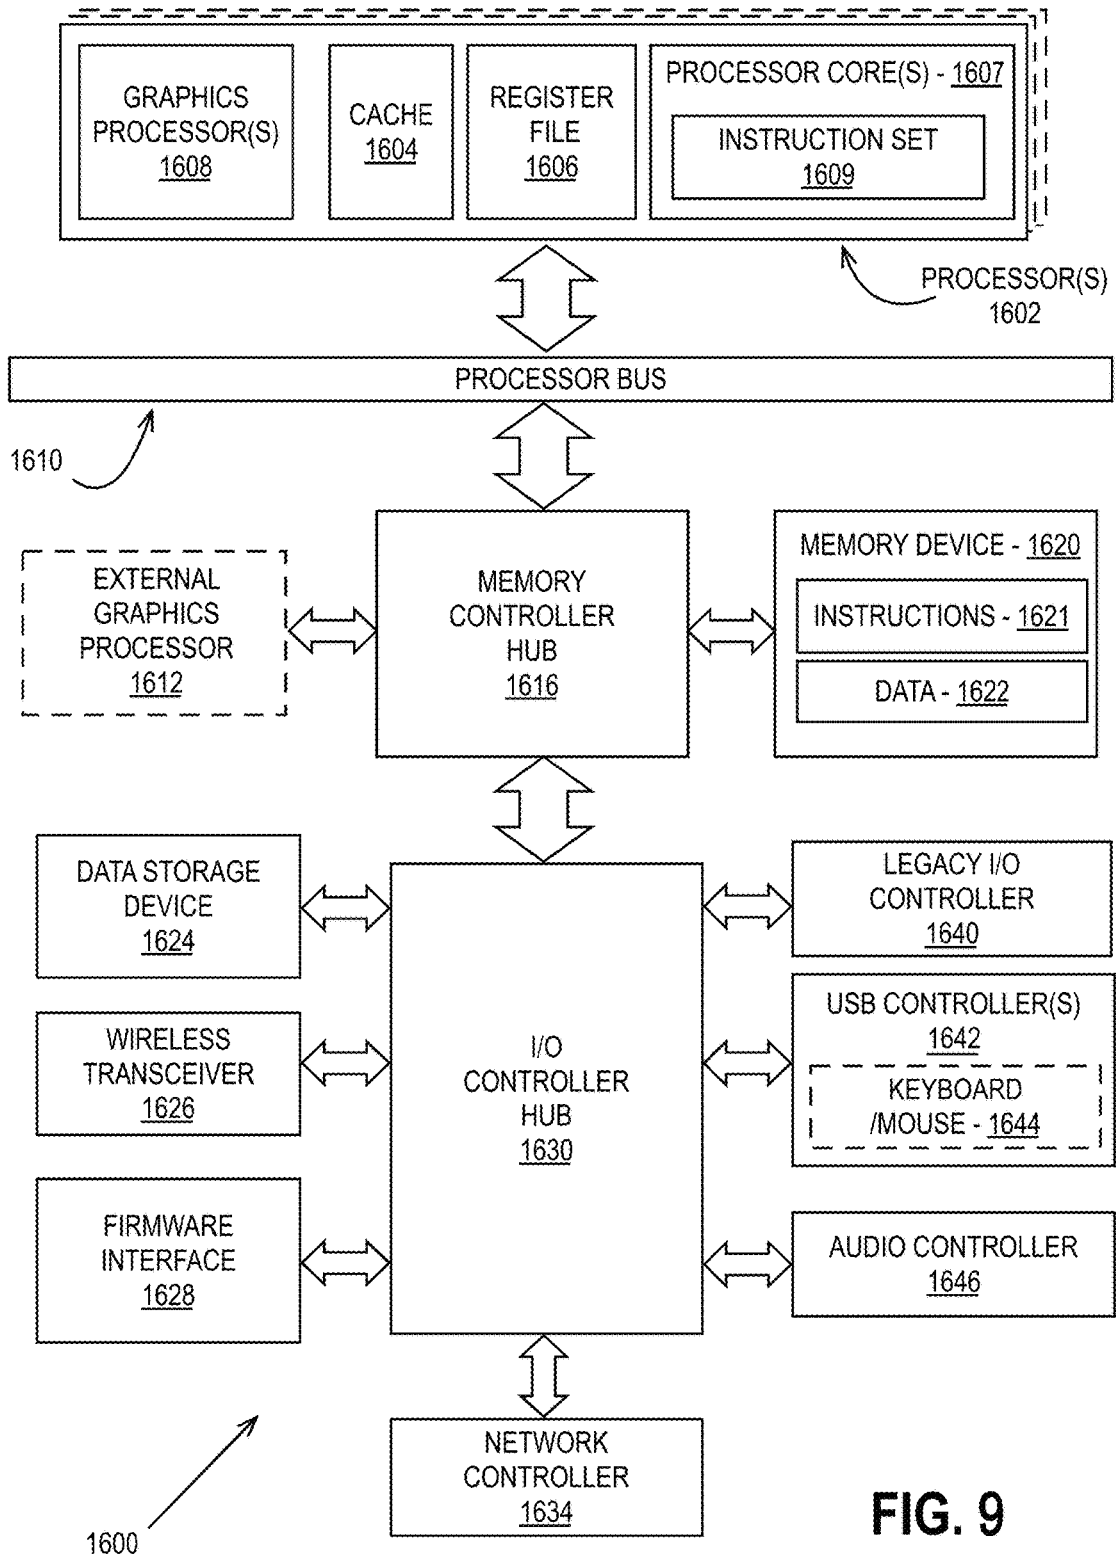 GRAPHICS
PROCESSOR(S)
1608
CACHE
1604
REGISTER
FILE
1606
PROCESSOR CORE(S) - 1607
INSTRUCTION SET
1609
PROCESSOR(S)
1602
PROCESSOR BUS
1610
EXTERNAL
GRAPHICS
PROCESSOR
1612
MEMORY
CONTROLLER
HUB
1616
MEMORY DEVICE - 1620
INSTRUCTIONS - 1621
DATA - 1622
DATA STORAGE
DEVICE
1624
WIRELESS
TRANSCEIVER
1626
FIRMWARE
INTERFACE
1628
I/O
CONTROLLER
HUB
1630
LEGACY I/O
CONTROLLER
1640
USB CONTROLLER(S)
1642
KEYBOARD
/MOUSE - 1644
AUDIO CONTROLLER
1646
NETWORK
CONTROLLER
1634
1600
FIG. 9